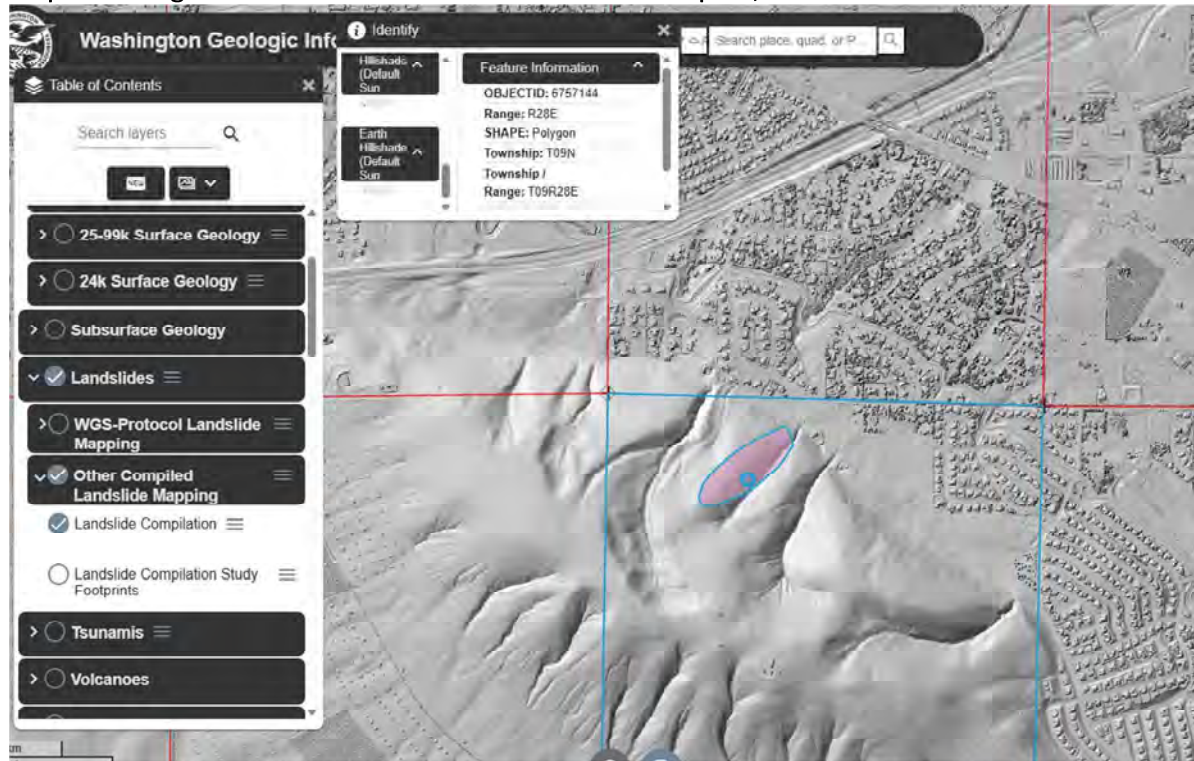 Washington Geologic Info
Identify
Search place, quad, or P
Table of Contents
Search layers
Hillshade
(Default
Sun
Earth
Hillshade
(Default
Sun
Feature Information
OBJECTID: 6757144
Range: R28E
SHAPE: Polygon
Township: T09N
Township /
Range: T09R28E
25-99k Surface Geology
24k Surface Geology
Subsurface Geology
Landslides
WGS-Protocol Landslide
Mapping
Other Compiled
Landslide Mapping
Landslide Compilation
Landslide Compilation Study
Footprints
Tsunamis
Volcanoes
km